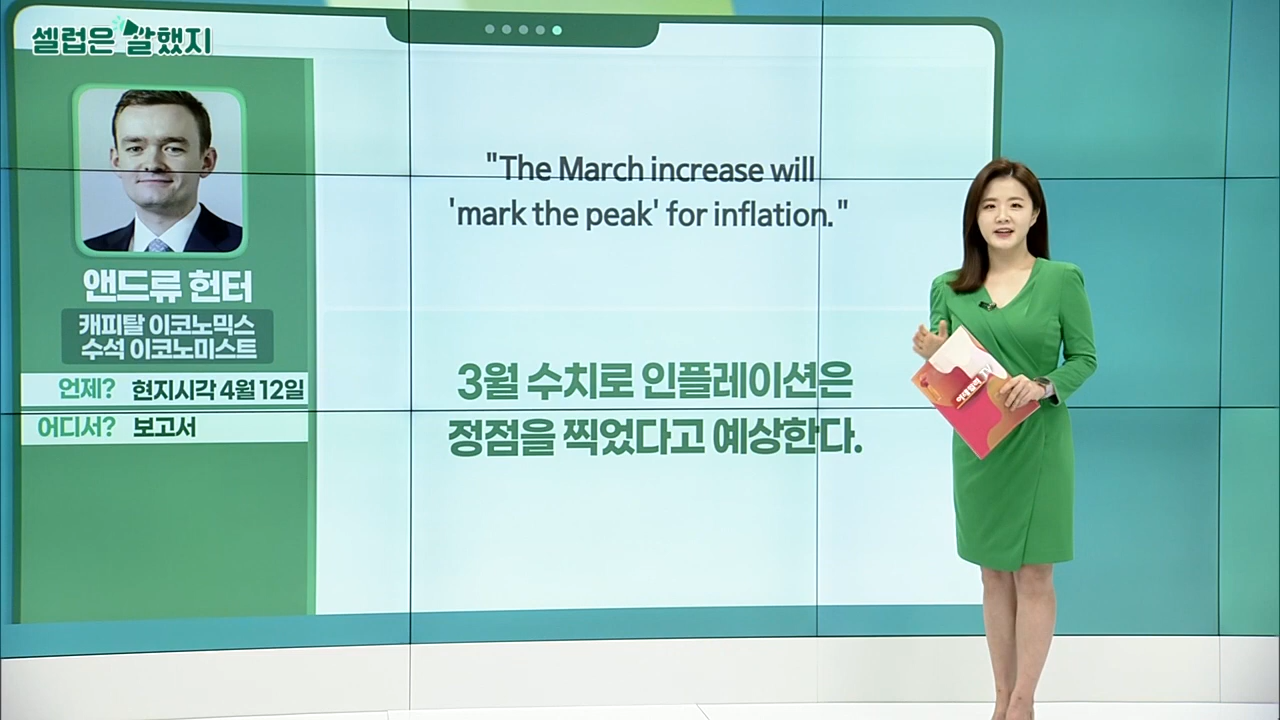 셀럽은 말했지
앤드류 헌터
캐피탈 이코노믹스
수석 이코노미스트
언제? 현지시각 4월 12일
어디서? 보고서
"The March increase will
'mark the peak' for inflation."
3월 수치로 인플레이션은
정점을 찍었다고 예상한다.